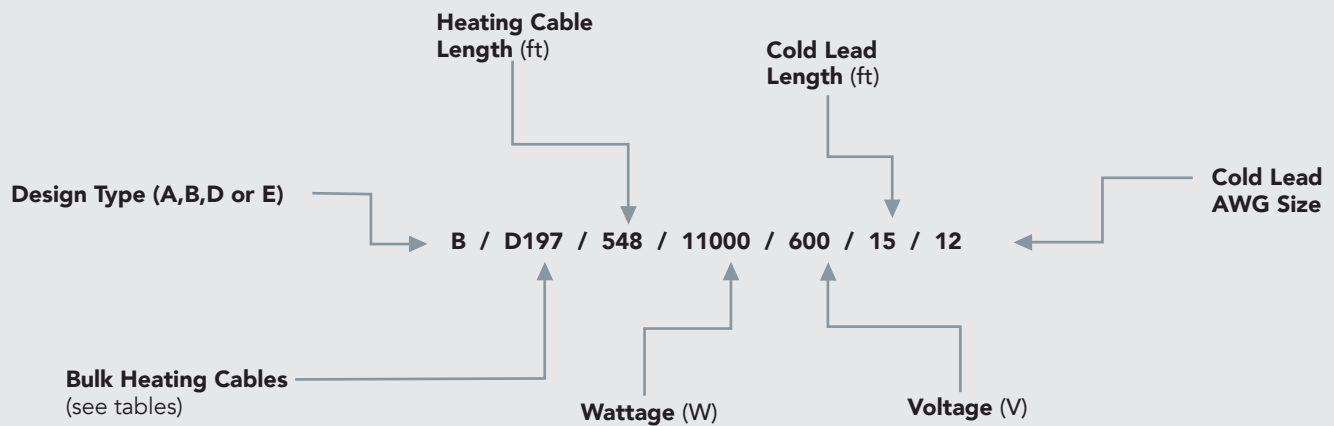 Heating Cable
Length (ft)
Cold Lead
Length (ft)
Design Type (A,B,D or E)
Cold Lead
AWG Size
B / D197 / 548 / 11000 / 600 / 15 / 12
Bulk Heating Cables
(see tables)
Wattage (W)
Voltage (V)